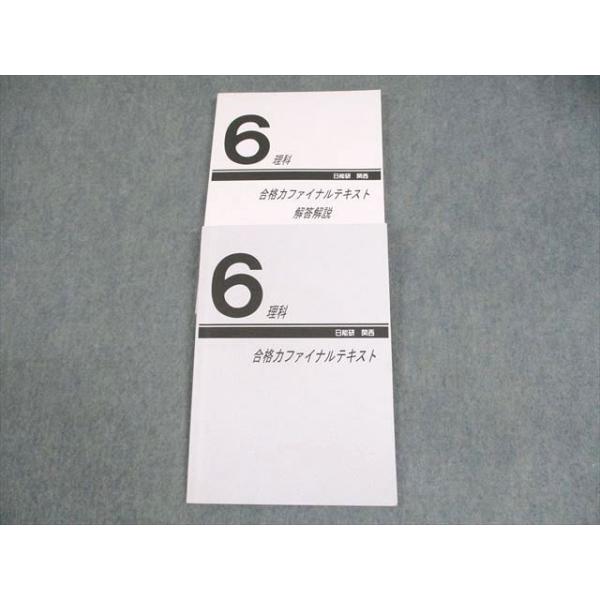 6 理科
日能研 関西
合格力ファイナルテキスト
解答解説
6 理科
日能研 関西
合格力ファイナルテキスト